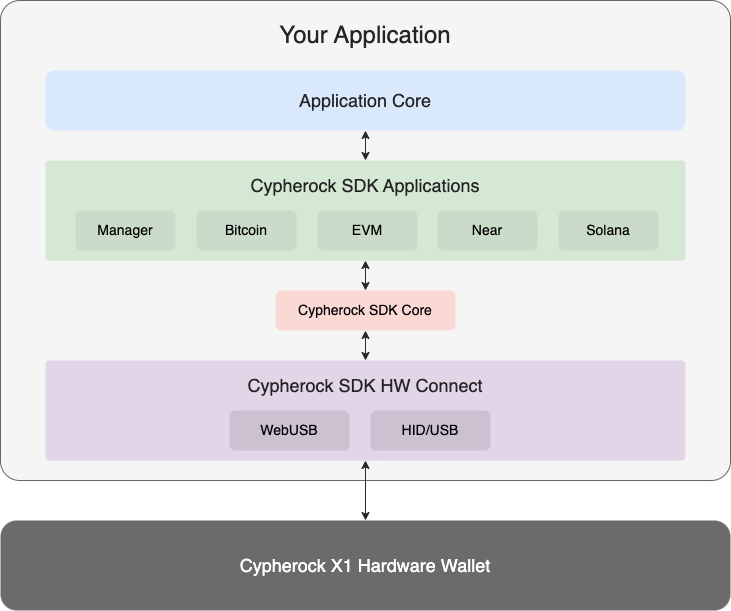 Your Application
Application Core
Cypherock SDK Applications
Manager
Bitcoin
EVM
Near
Solana
Cypherock SDK Core
Cypherock SDK HW Connect
WebUSB
HID/USB
Cypherock X1 Hardware Wallet